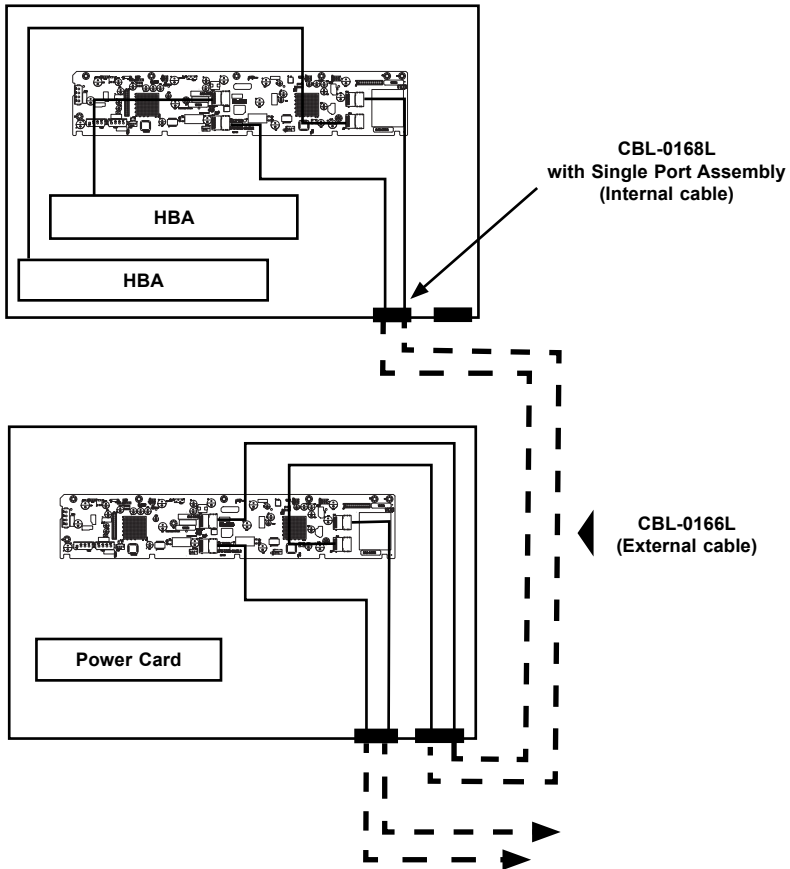 CBL-0168L
with Single Port Assembly
(Internal cable)
HBA
HBA
CBL-0166L
(External cable)
Power Card